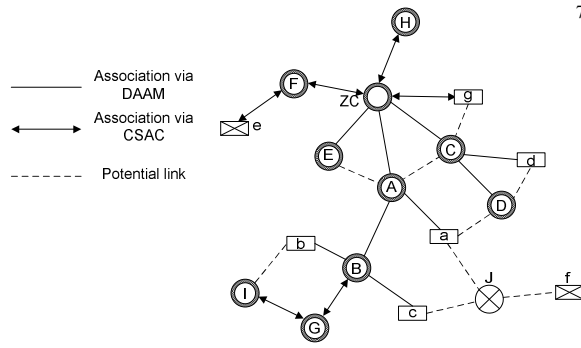 7
H
F
ZC
g
e
E
C
d
A
D
a
b
B
J
f
I
c
G
Association via
DAAM
Association via
CSAC
Potential link